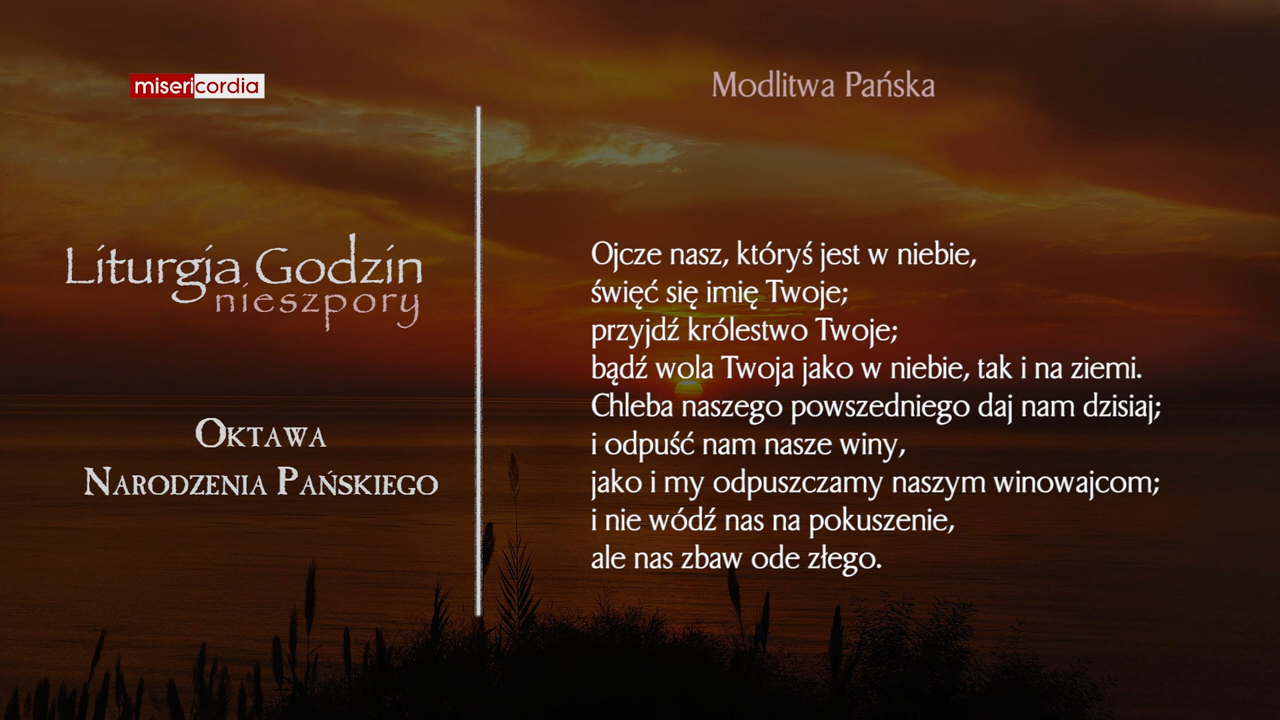 misericordia
Liturgia Godzin
nieszpory
Oktawa
Narodzenia Pańskiego
Modlitwa Pańska
Ojcze nasz, któryś jest w niebie,
święć się imię Twoje;
przyjdź królestwo Twoje;
bądź wola Twoja jako w niebie, tak i na ziemi.
Chleba naszego powszedniego daj nam dzisiaj;
i odpuść nam nasze winy,
jako i my odpuszczamy naszym winowajcom;
i nie wódź nas na pokuszenie,
ale nas zbaw ode złego.